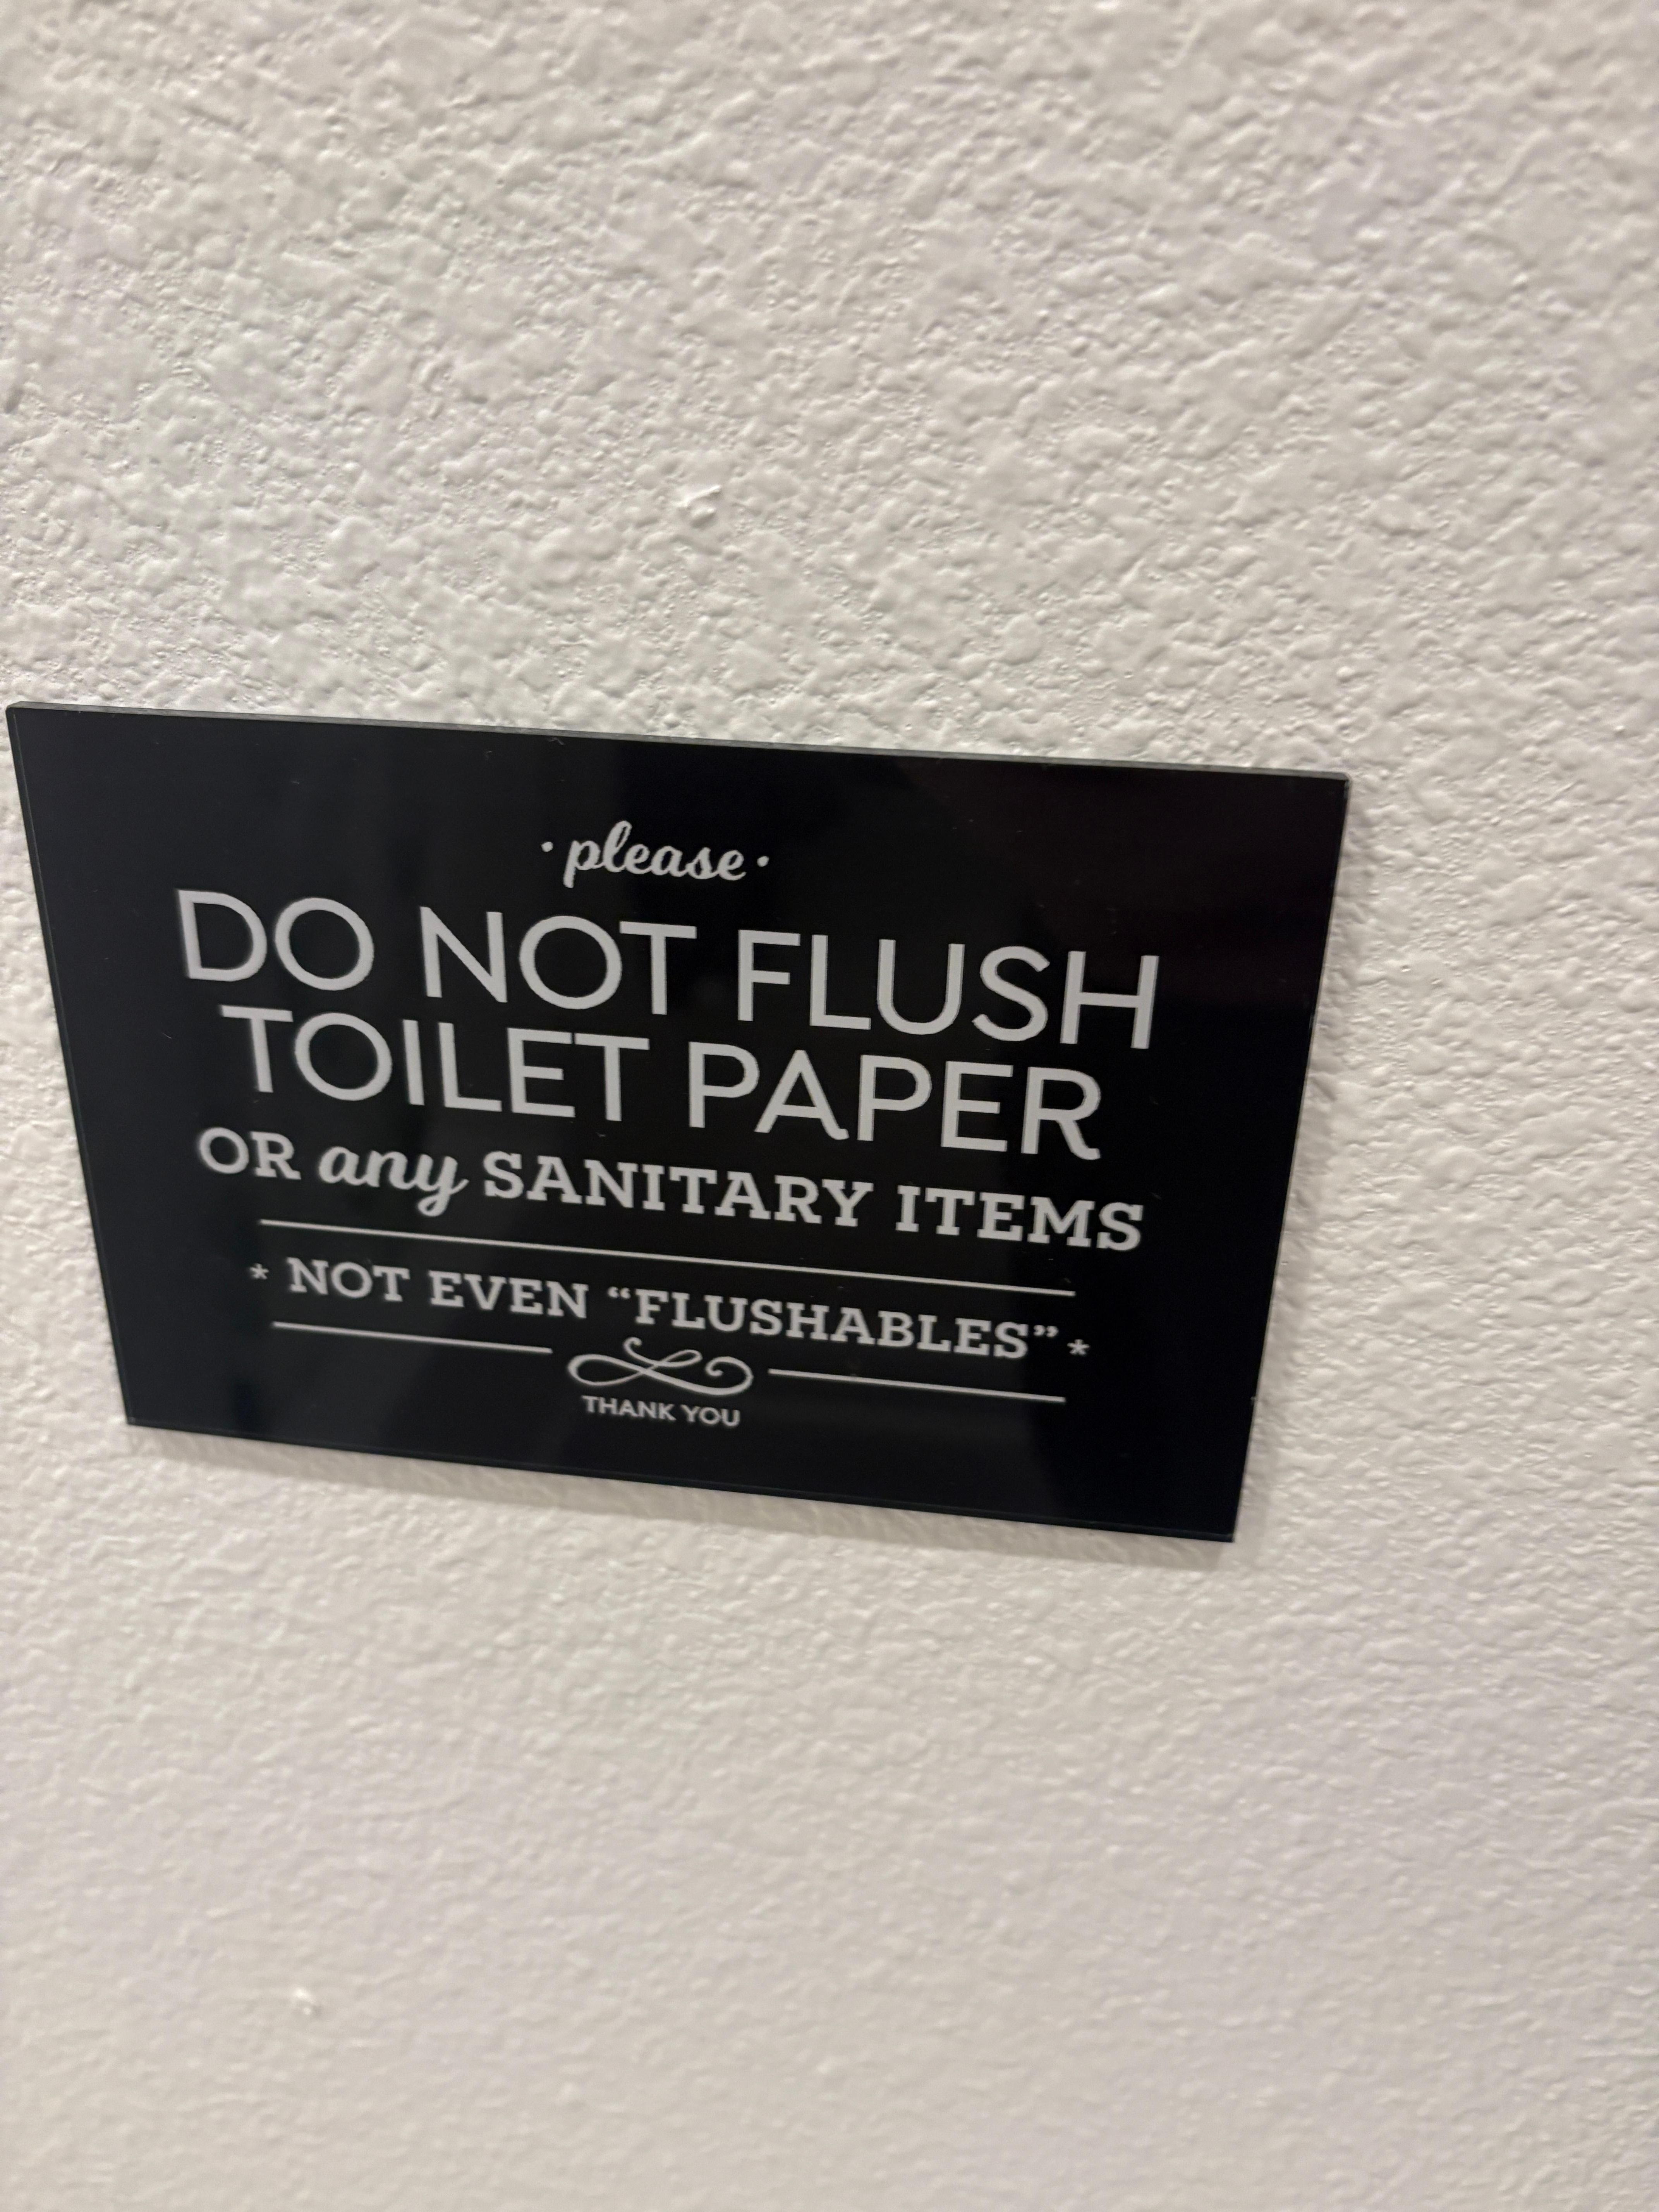 · please ·
DO NOT FLUSH
TOILET PAPER
OR any SANITARY ITEMS
* NOT EVEN “FLUSHABLES” *
THANK YOU